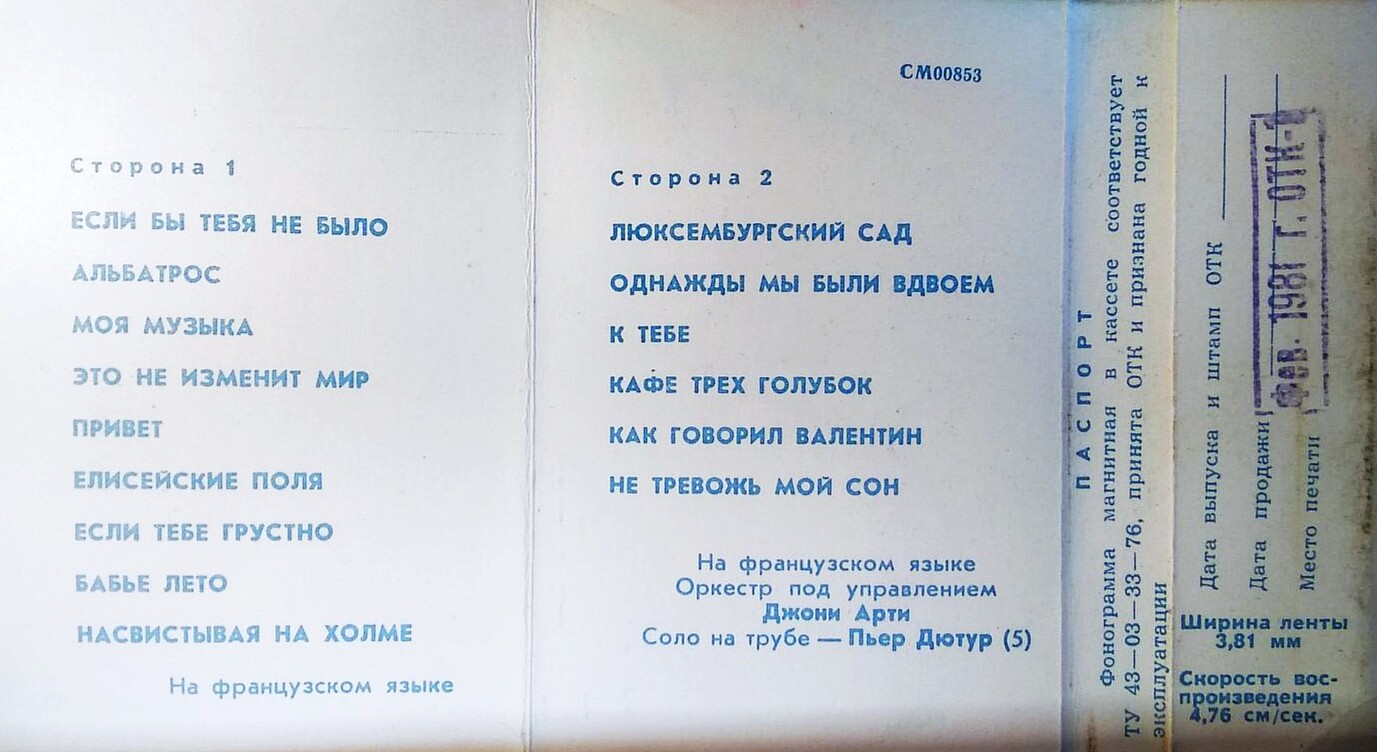 Сторона 1
ЕСЛИ БЫ ТЕБЯ НЕ БЫЛО
АЛЬБАТРОС
МОЯ МУЗЫКА
ЭТО НЕ ИЗМЕНИТ МИР
ПРИВЕТ
ЕЛИСЕЙСКИЕ ПОЛЯ
ЕСЛИ ТЕБЕ ГРУСТНО
БАБЬЕ ЛЕТО
НАСВИСТЫВАЯ НА ХОЛМЕ
На французском языке
СМ00853
Сторона 2
ЛЮКСЕМБУРГСКИЙ САД
ОДНАЖДЫ МЫ БЫЛИ ВДВОЕМ
К ТЕБЕ
КАФЕ ТРЕХ ГОЛУБОК
КАК ГОВОРИЛ ВАЛЕНТИН
НЕ ТРЕВОЖЬ МОЙ СОН
На французском языке
Оркестр под управлением
Джони Арти
Соло на трубе — Пьер Дютур (5)
ПАСПОРТ
Фонограмма магнитная в кассете соответствует
ТУ 43—03—33—76, принята ОТК и признана годной к
эксплуатации
Дата выпуска и штамп ОТК
Дата продажи
Место печати
Фев. 1981 Г. ОТК-1
Ширина ленты
3,81 мм
Скорость вос-
произведения
4,76 см/сек.